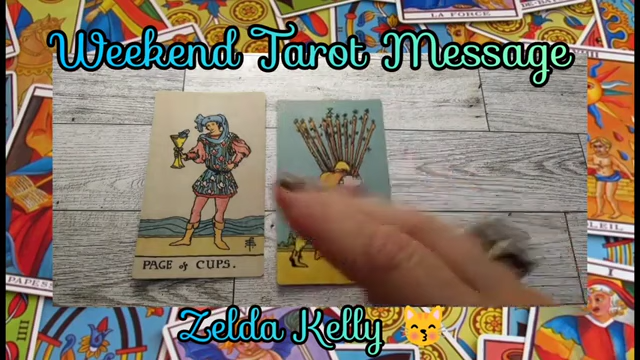 LA FORCE
Weekend Tarot Message
PAGE of CUPS.
Zelda Kelly